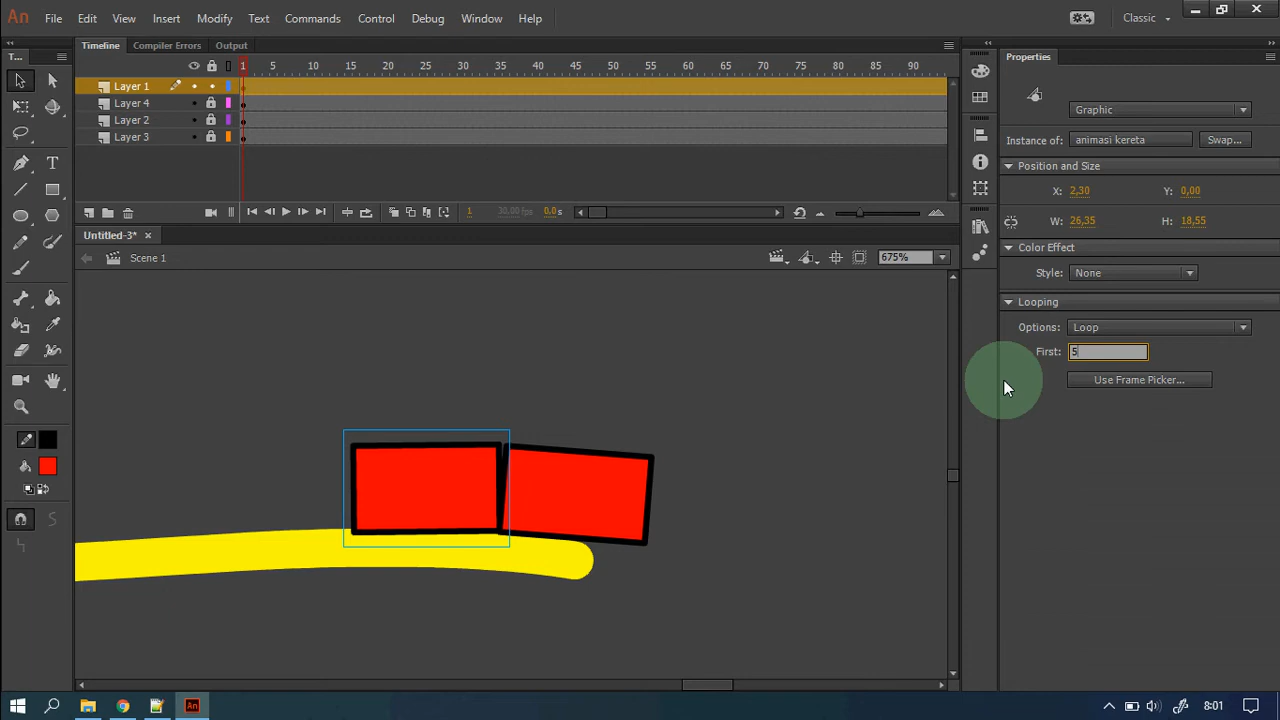 An File Edit View Insert Modify Text Commands Control Debug Window Help Classic
Timeline Compiler Errors Output
T...
Properties
1 5 10 15 20 25 30 35 40 45 50 55 60 65 70 75 80 85 90
Layer 1
Layer 4
Layer 2
Layer 3
Graphic
Instance of: animasi kereta Swap...
Position and Size
X: 2,30 Y: 0,00
W: 26,35 H: 18,55
1 30.00 fps 0.0 s
Untitled-3*
Scene 1
675%
Color Effect
Style: None
Looping
Options: Loop
First: 5
Use Frame Picker...
An
8:01